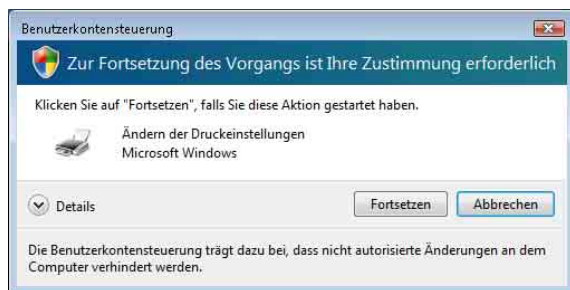 Benutzerkontensteuerung
Zur Fortsetzung des Vorgangs ist Ihre Zustimmung erforderlich
Klicken Sie auf "Fortsetzen", falls Sie diese Aktion gestartet haben.
Ändern der Druckeinstellungen
Microsoft Windows
Details
Fortsetzen
Abbrechen
Die Benutzerkontensteuerung trägt dazu bei, dass nicht autorisierte Änderungen an dem
Computer verhindert werden.